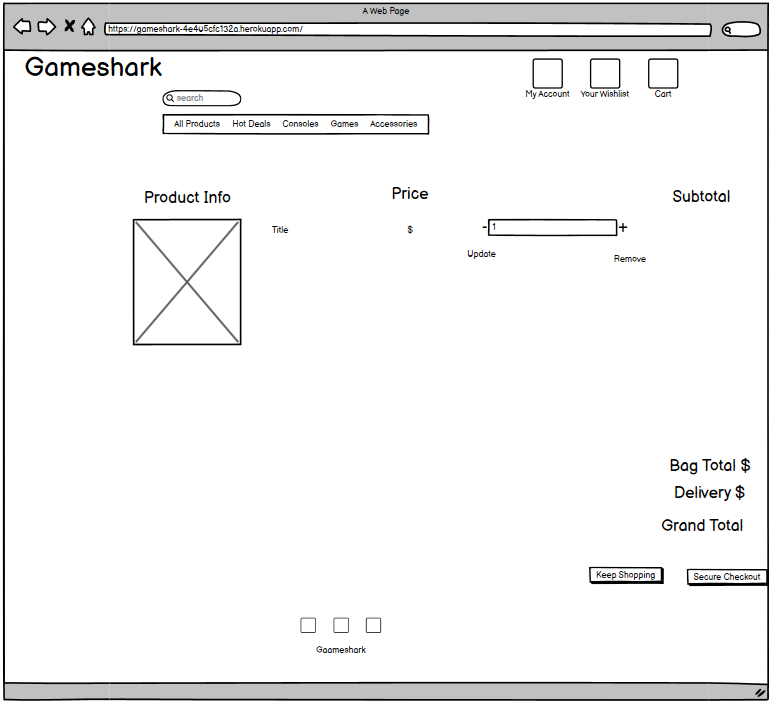 A Web Page
https://gameshark-4e405cfc132a.herokuapp.com/
Gameshark
My Account Your Wishlist Cart
search
All Products Hot Deals Consoles Games Accessories
Product Info Price Subtotal
Title $ - 1 +
Update Remove
Bag Total $
Delivery $
Grand Total
Keep Shopping Secure Checkout
Gaameshark